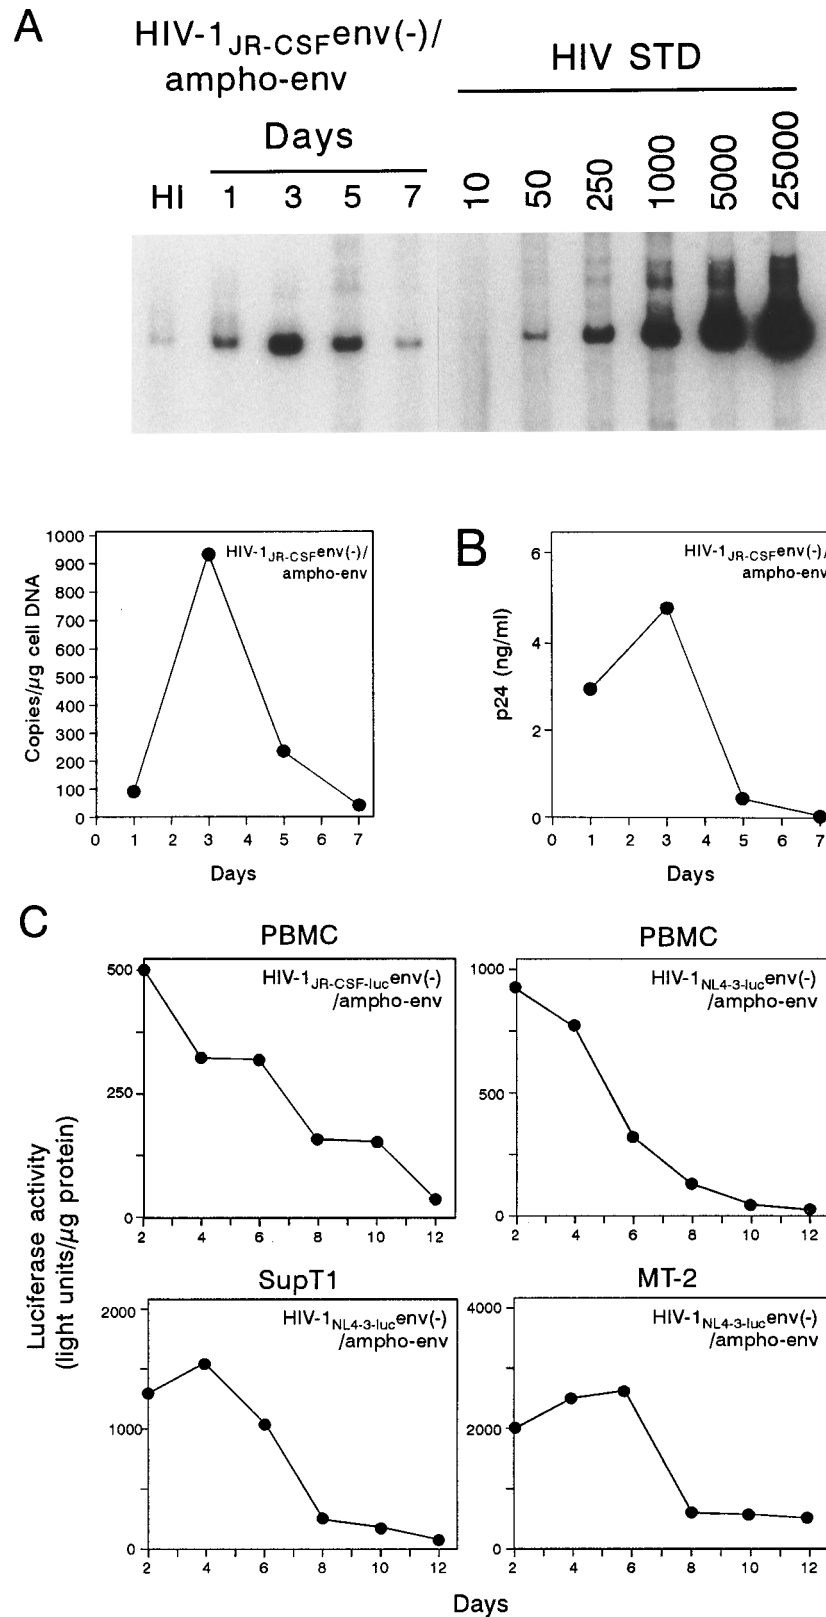 A
HIV-1JR-CSFenv(-)/
ampho-env
HIV STD
Days
HI 1 3 5 7 10 50 250 1000 5000 25000
1000
900
800
700
600
500
400
300
200
100
0
Copies/μg cell DNA
HIV-1JR-CSFenv(-)/
ampho-env
0 1 2 3 4 5 6 7
Days
B
6
4
2
0
p24 (ng/ml)
HIV-1JR-CSFenv(-)/
ampho-env
0 1 2 3 4 5 6 7
Days
C
Luciferase activity
(light units/μg protein)
PBMC
HIV-1JR-CSF-lucenv(-)
/ampho-env
500
250
0
2 4 6 8 10 12
PBMC
HIV-1NL4-3-lucenv(-)
/ampho-env
1000
500
0
2 4 6 8 10 12
SupT1
HIV-1NL4-3-lucenv(-)
/ampho-env
2000
1000
0
2 4 6 8 10 12
MT-2
HIV-1NL4-3-lucenv(-)
/ampho-env
4000
2000
0
2 4 6 8 10 12
Days